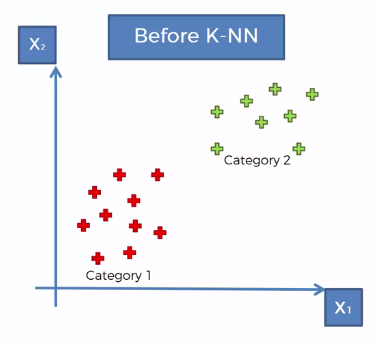 Before K-NN
X₂
Category 2
Category 1
X₁